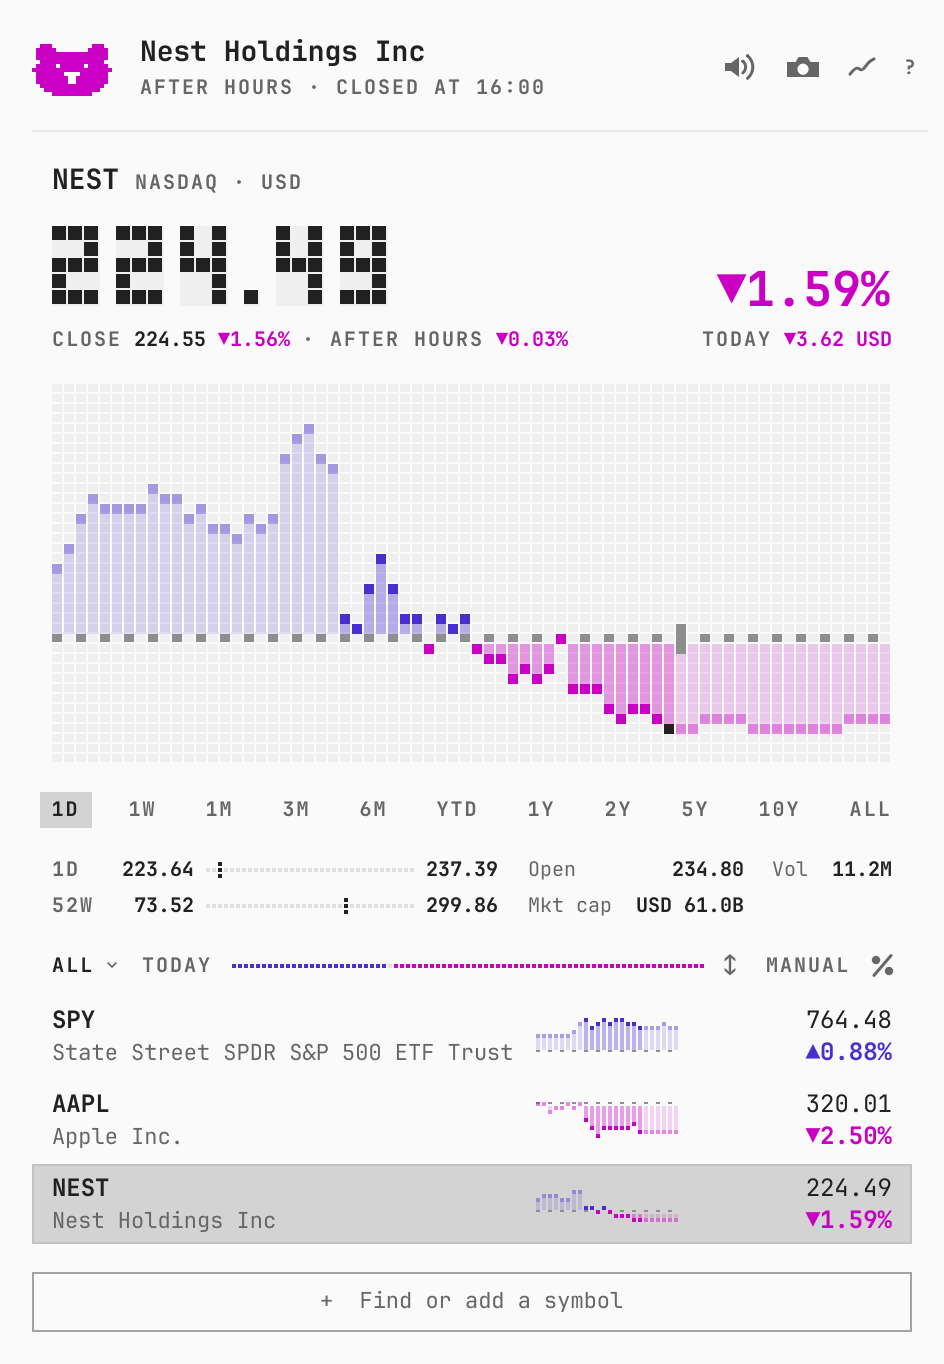 Nest Holdings Inc
AFTER HOURS · CLOSED AT 16:00
?
NEST NASDAQ · USD
224.49
▼1.59%
CLOSE 224.55 ▼1.56% · AFTER HOURS ▼0.03%
TODAY ▼3.62 USD
1D 1W 1M 3M 6M YTD 1Y 2Y 5Y 10Y ALL
1D 223.64 237.39 Open 234.80 Vol 11.2M
52W 73.52 299.86 Mkt cap USD 61.0B
ALL TODAY MANUAL %
SPY 764.48
State Street SPDR S&P 500 ETF Trust ▲0.88%
AAPL 320.01
Apple Inc. ▼2.50%
NEST 224.49
Nest Holdings Inc ▼1.59%
+ Find or add a symbol